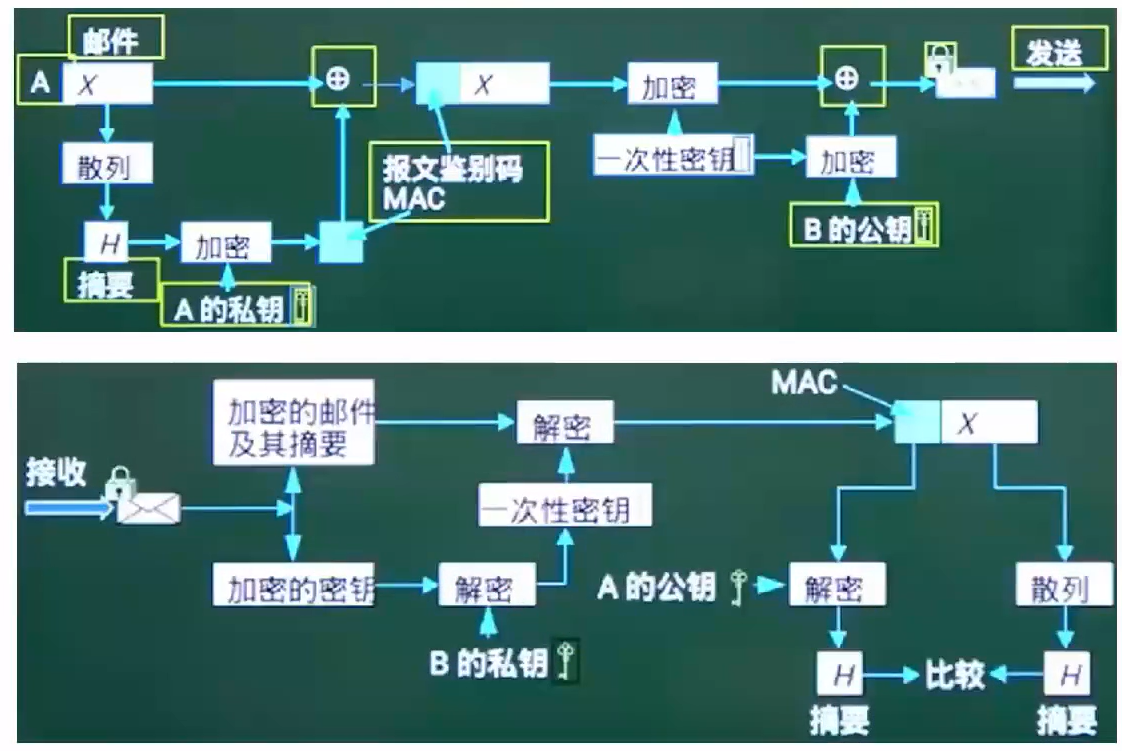 邮件
A
X
散列
H
摘要
加密
A 的私钥
⊕
报文鉴别码
MAC
X
加密
一次性密钥
⊕
加密
B 的公钥
发送
接收
加密的邮件
及其摘要
加密的密钥
解密
B 的私钥
一次性密钥
解密
MAC
X
A 的公钥
解密
H
摘要
比较
散列
H
摘要